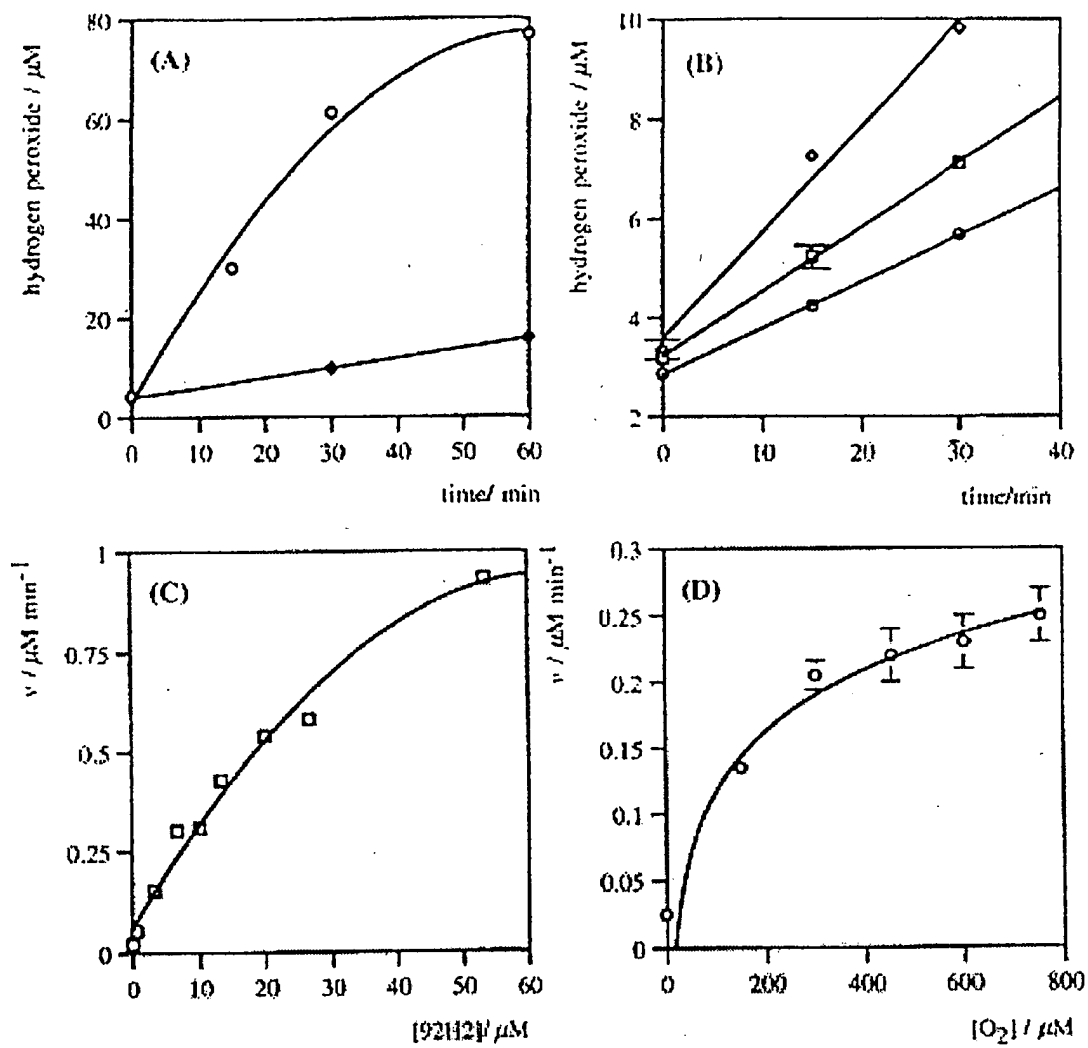 (A)
hydrogen peroxide / µM
80
60
40
20
0
0 10 20 30 40 50 60
time/ min
(B)
hydrogen peroxide / µM
10
8
6
4
2
0 10 20 30 40
time/min
(C)
v / µM min⁻¹
1
0.75
0.5
0.25
0
0 10 20 30 40 50 60
[92H2]/ µM
(D)
v / µM min⁻¹
0.3
0.25
0.2
0.15
0.1
0.05
0
0 200 400 600 800
[O₂] / µM